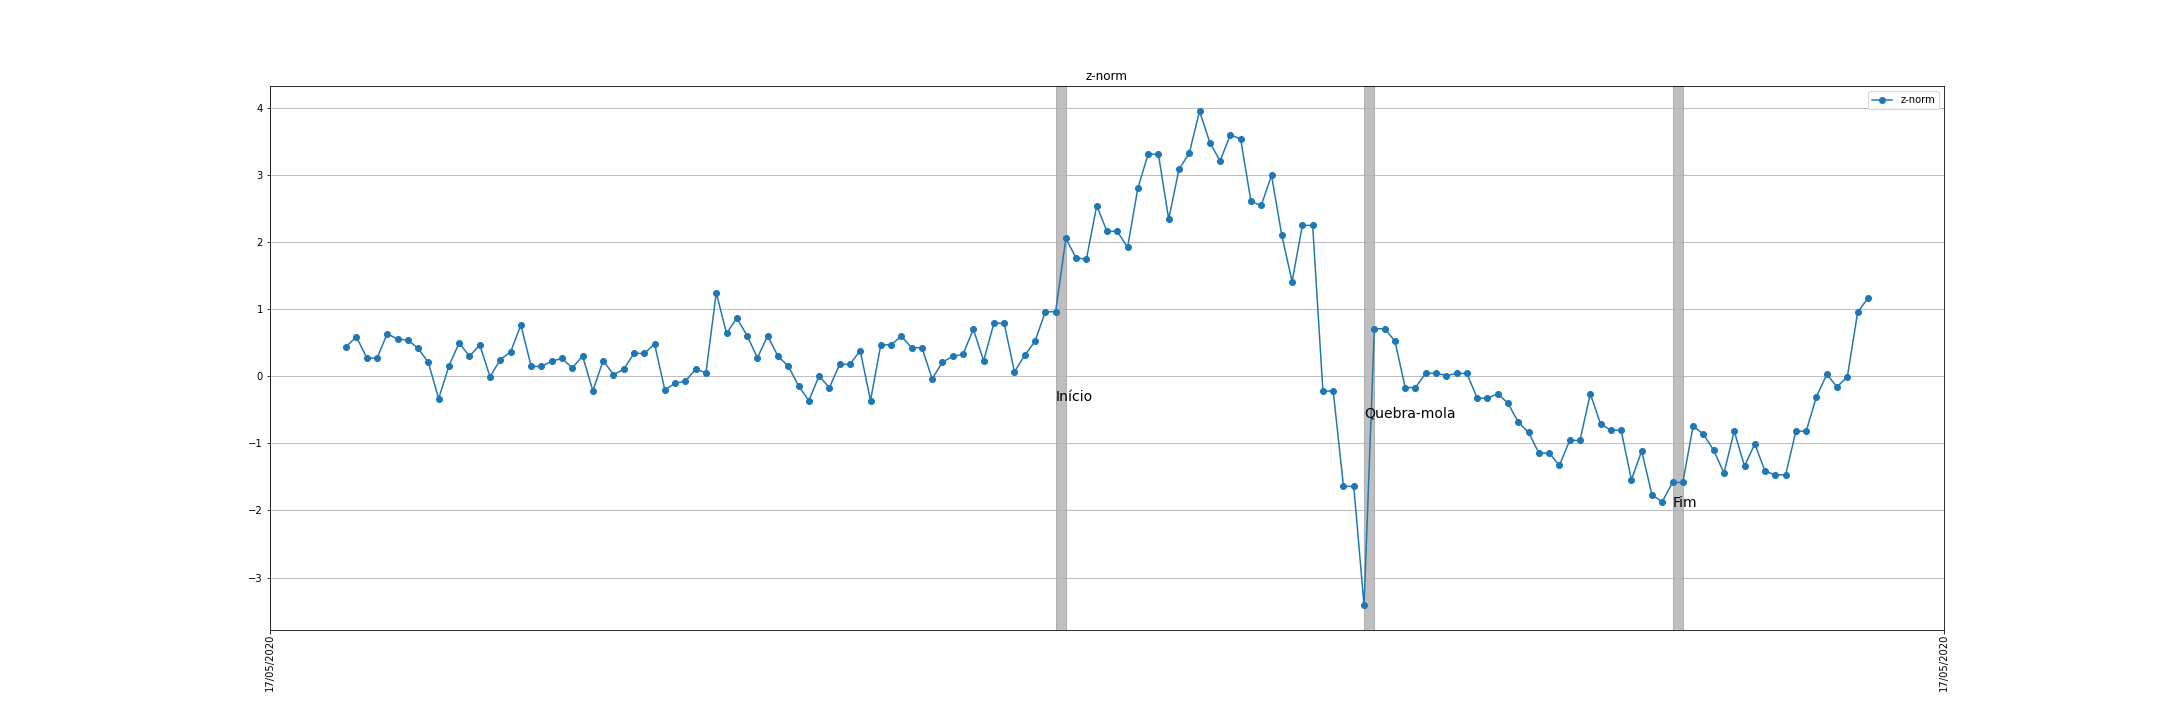 z-norm
z-norm
4
3
2
1
0
−1
−2
−3
Início
Quebra-mola
Fim
17/05/2020
17/05/2020